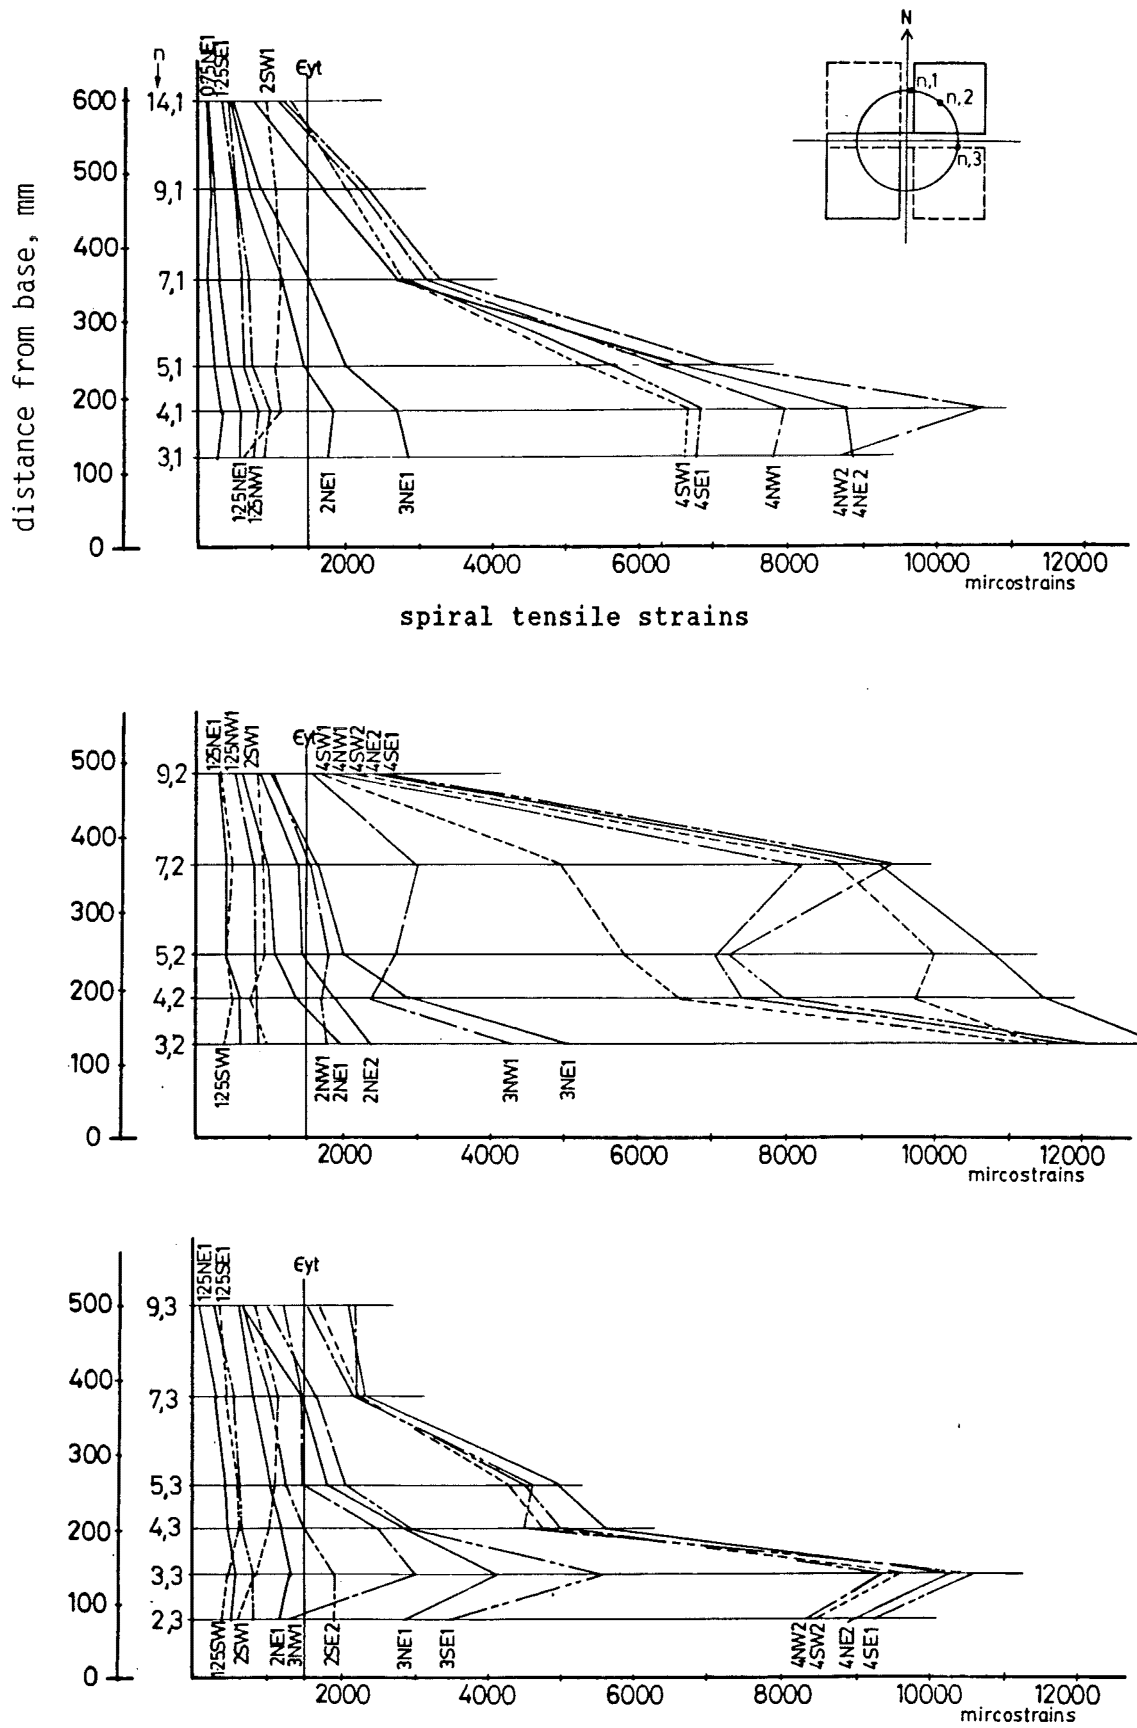 0·75NE1
1·25SE1
2SW1
n
Єyt
600
14,1
500
9,1
400
7,1
300
5,1
200
4,1
100
3,1
0
distance from base, mm
1·25NE1
1·25NW1
2NE1
3NE1
4SW1
4SE1
4NW1
4NW2
4NE2
2000
4000
6000
8000
10000
12000
mircostrains
spiral tensile strains
N
n,1
n,2
n,3
1·25NE1
1·25NW1
2SW1
Єyt
4SW1
4NW1
4SW2
4NE2
4SE1
500
9,2
400
7,2
300
5,2
200
4,2
100
3,2
0
1·25SW1
2NW1
2NE1
2NE2
3NW1
3NE1
2000
4000
6000
8000
10000
12000
mircostrains
1·25NE1
1·25SE1
Єyt
500
9,3
400
7,3
300
5,3
200
4,3
3,3
100
2,3
0
1·25SW1
2SW1
2NE1
3NW1
2SE2
3NE1
3SE1
4NW2
4SW2
4NE2
4SE1
2000
4000
6000
8000
10000
12000
mircostrains